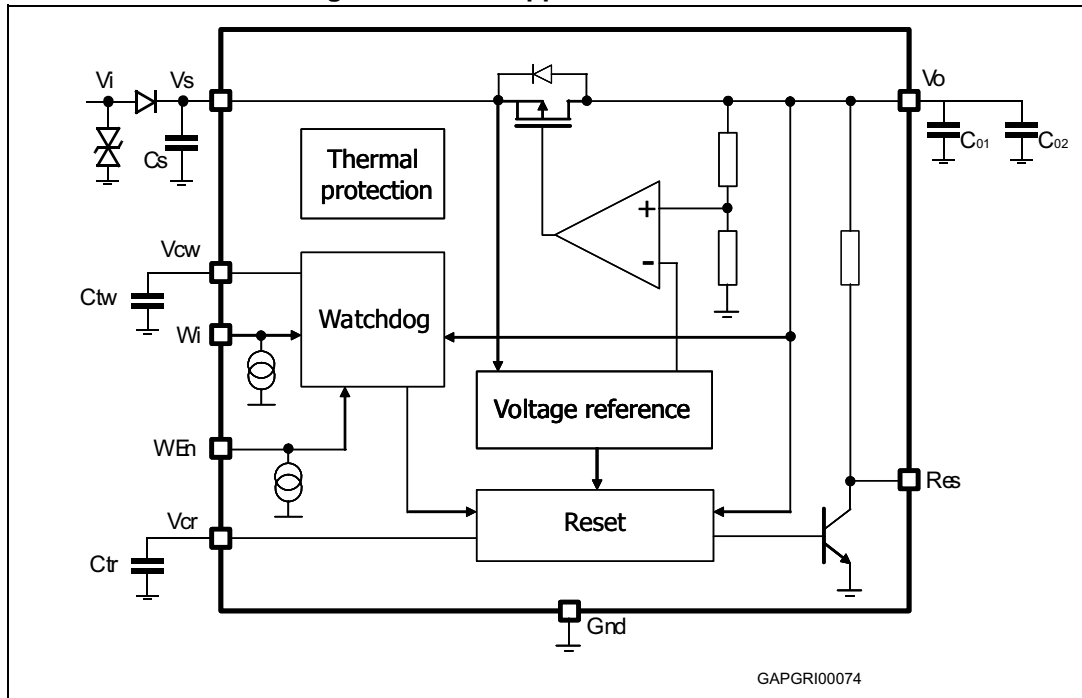 Vi
Vs
Vo
Cs
C01
C02
Thermal
protection
+
-
Vcw
Ctw
Watchdog
Wi
Voltage reference
WEn
Res
Reset
Vcr
Ctr
Gnd
GAPGRI00074